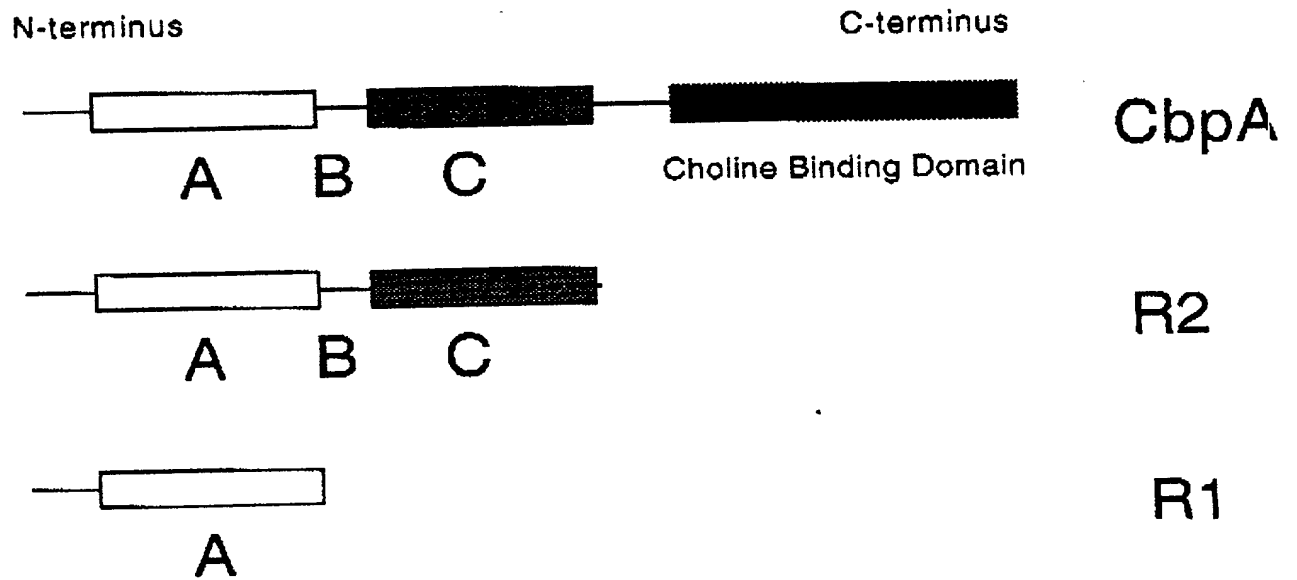 N-terminus C-terminus
CbpA
A B C Choline Binding Domain
R2
A B C
R1
A